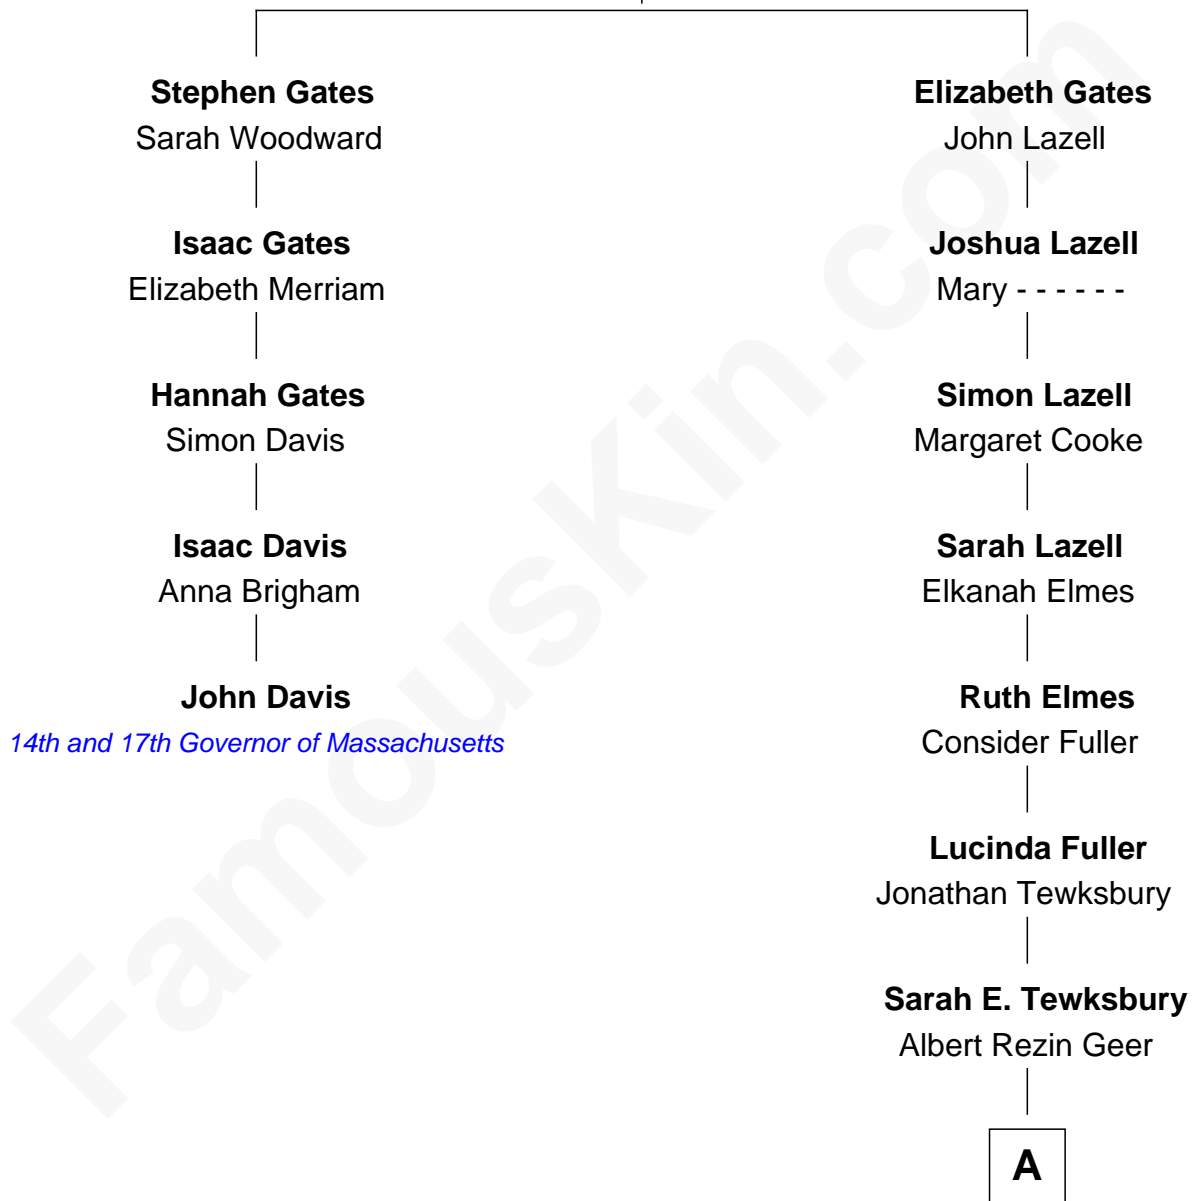 Stephen Gates
Sarah Woodward
Isaac Gates
Elizabeth Merriam
Hannah Gates
Simon Davis
Isaac Davis
Anna Brigham
John Davis
14th and 17th Governor of Massachusetts
Elizabeth Gates
John Lazell
Joshua Lazell
Mary - - - - - -
Simon Lazell
Margaret Cooke
Sarah Lazell
Elkanah Elmes
Ruth Elmes
Consider Fuller
Lucinda Fuller
Jonathan Tewksbury
Sarah E. Tewksbury
Albert Rezin Geer
A
FamousKin.com